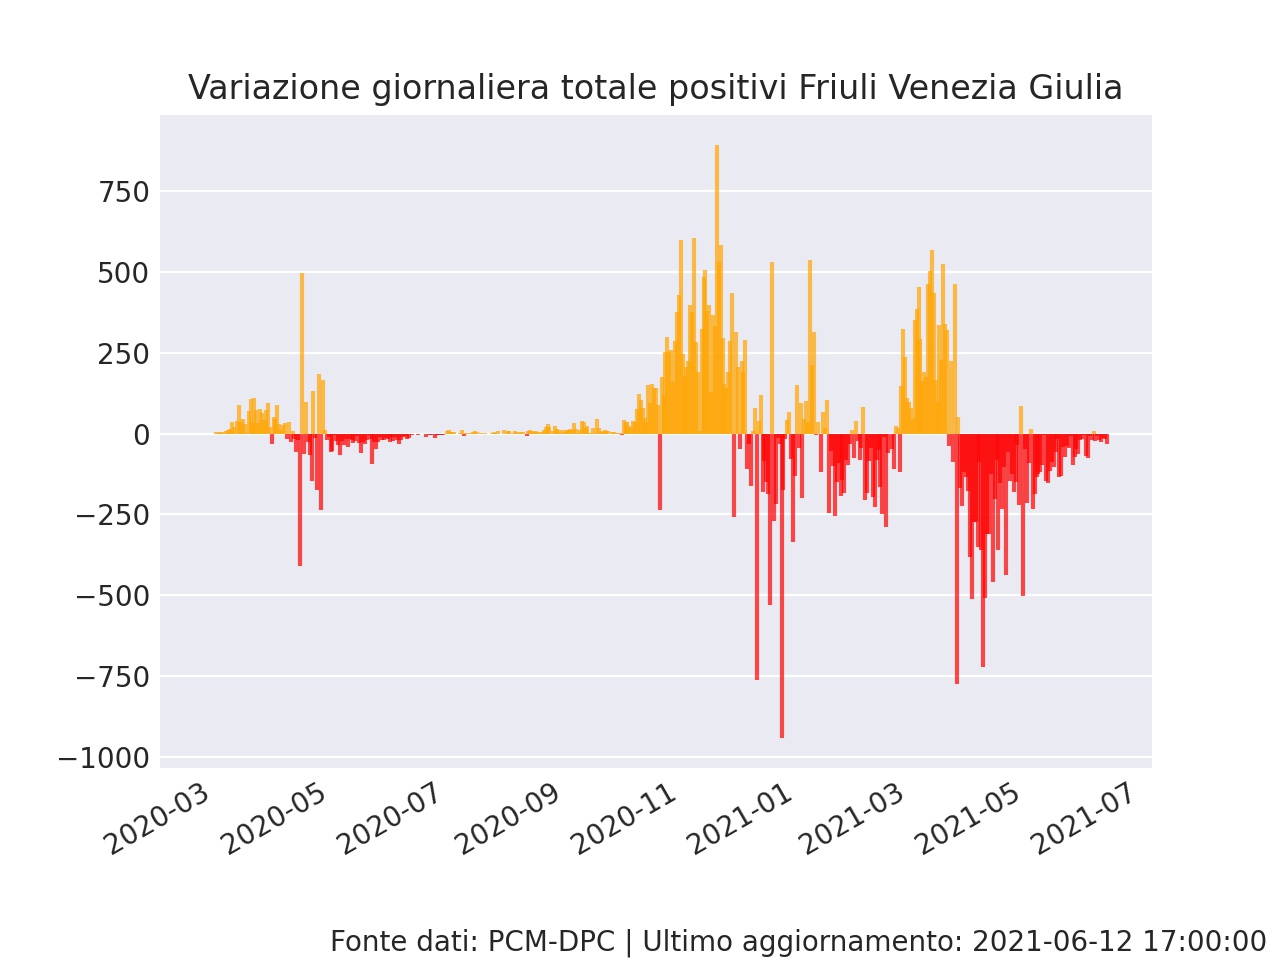 Variazione giornaliera totale positivi Friuli Venezia Giulia
750
500
250
0
−250
−500
−750
−1000
2020-03 2020-05 2020-07 2020-09 2020-11 2021-01 2021-03 2021-05 2021-07
Fonte dati: PCM-DPC | Ultimo aggiornamento: 2021-06-12 17:00:00